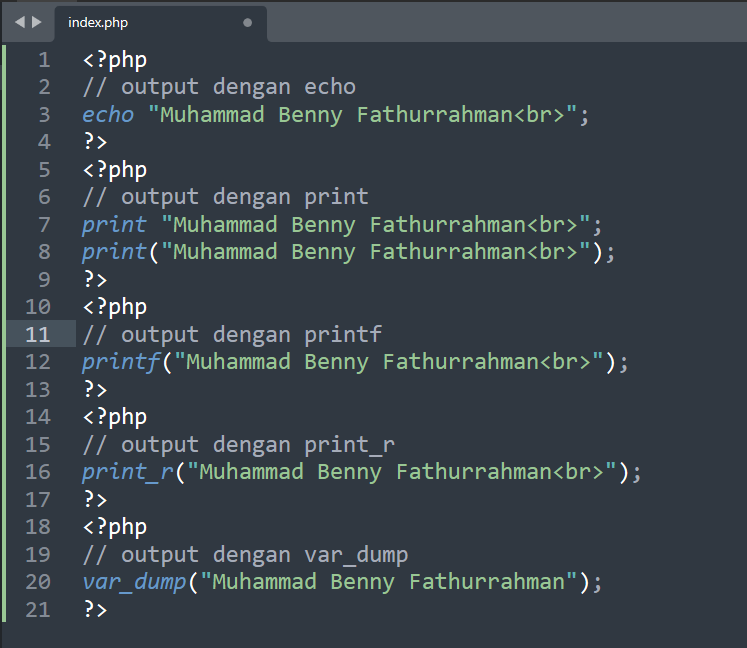 index.php
1 <?php
2 // output dengan echo
3 echo "Muhammad Benny Fathurrahman<br>";
4 ?>
5 <?php
6 // output dengan print
7 print "Muhammad Benny Fathurrahman<br>";
8 print("Muhammad Benny Fathurrahman<br>");
9 ?>
10 <?php
11 // output dengan printf
12 printf("Muhammad Benny Fathurrahman<br>");
13 ?>
14 <?php
15 // output dengan print_r
16 print_r("Muhammad Benny Fathurrahman<br>");
17 ?>
18 <?php
19 // output dengan var_dump
20 var_dump("Muhammad Benny Fathurrahman");
21 ?>